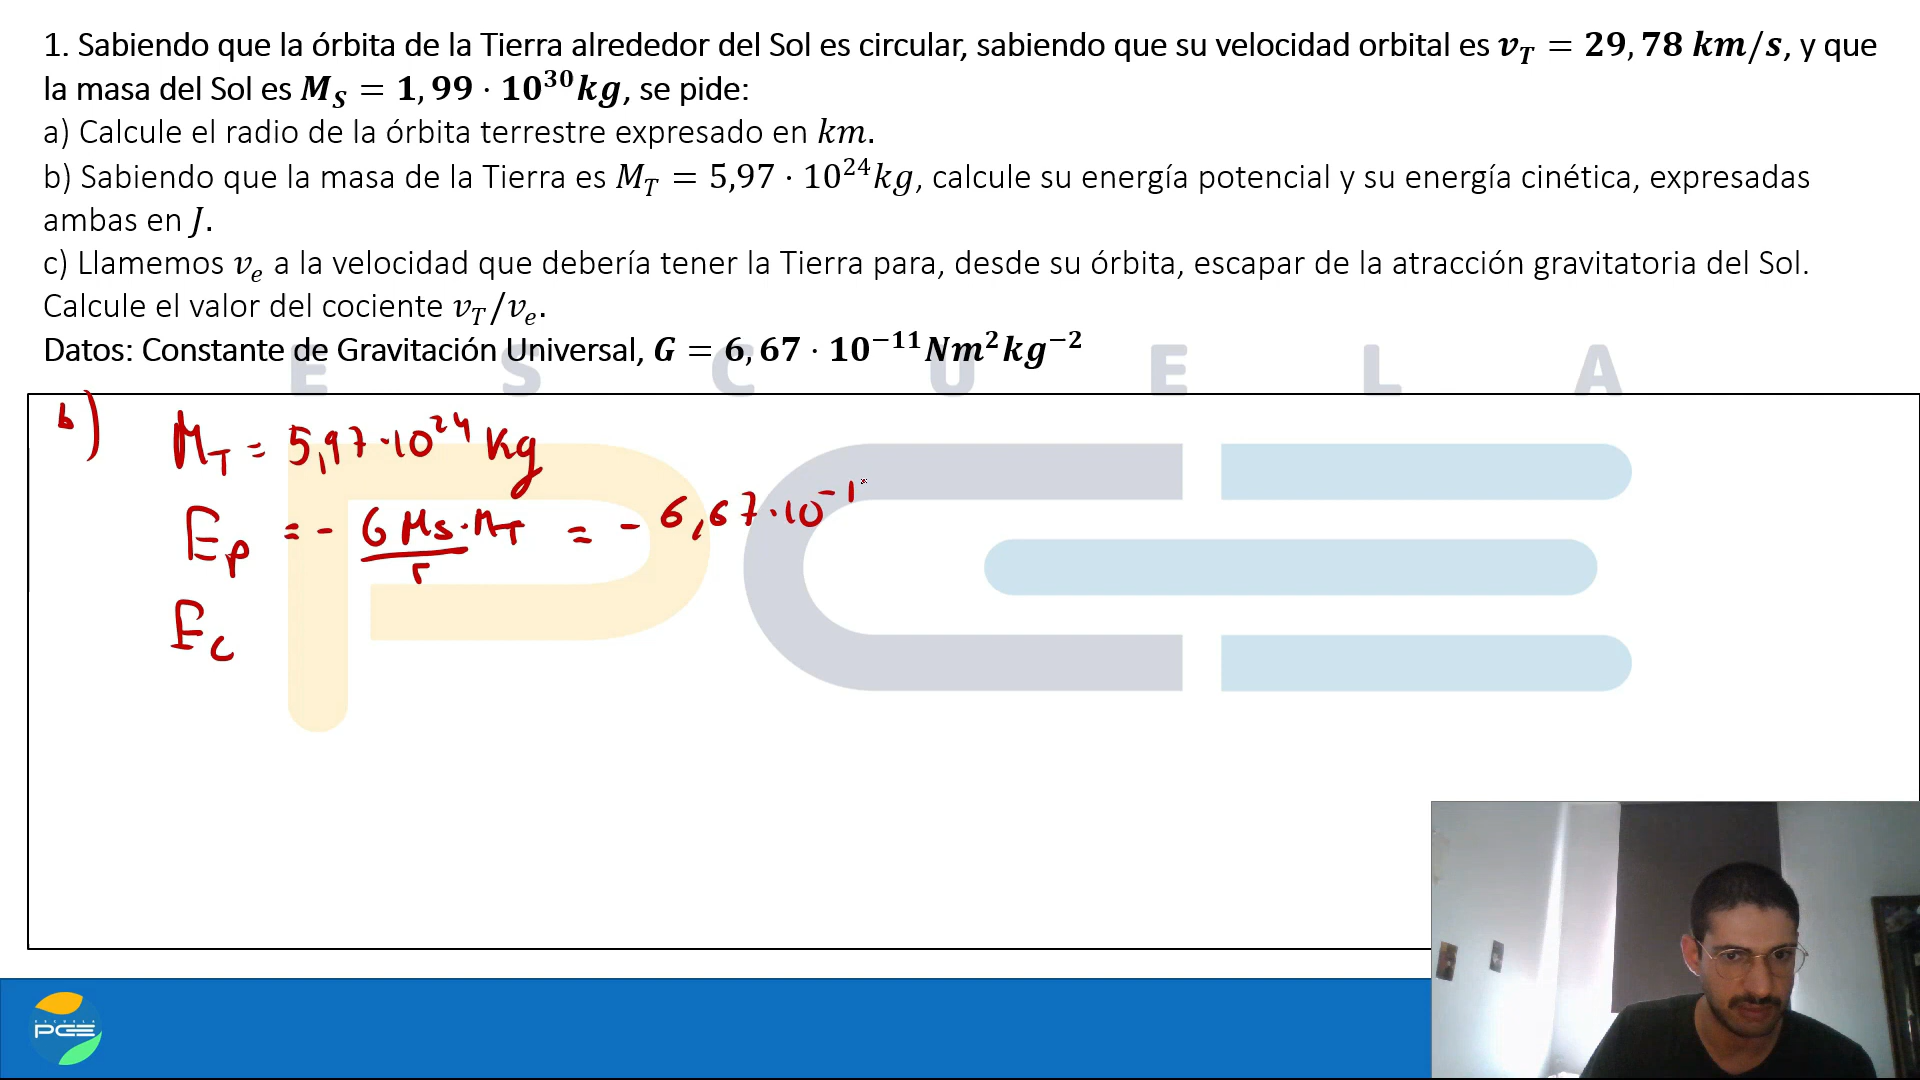 1. Sabiendo que la órbita de la Tierra alrededor del Sol es circular, sabiendo que su velocidad orbital es v_T = 29,78 km/s, y que
la masa del Sol es M_S = 1,99 · 10^30 kg, se pide:
a) Calcule el radio de la órbita terrestre expresado en km.
b) Sabiendo que la masa de la Tierra es M_T = 5,97 · 10^24 kg, calcule su energía potencial y su energía cinética, expresadas
ambas en J.
c) Llamemos v_e a la velocidad que debería tener la Tierra para, desde su órbita, escapar de la atracción gravitatoria del Sol.
Calcule el valor del cociente v_T/v_e.
Datos: Constante de Gravitación Universal, G = 6,67 · 10^−11 Nm^2 kg^−2
E S C U E L A
b) M_T = 5,97 · 10^24 Kg
E_p = - G M_S · M_T / r = - 6,67 · 10^-1
E_c
PCE
ESCUELA
PCE